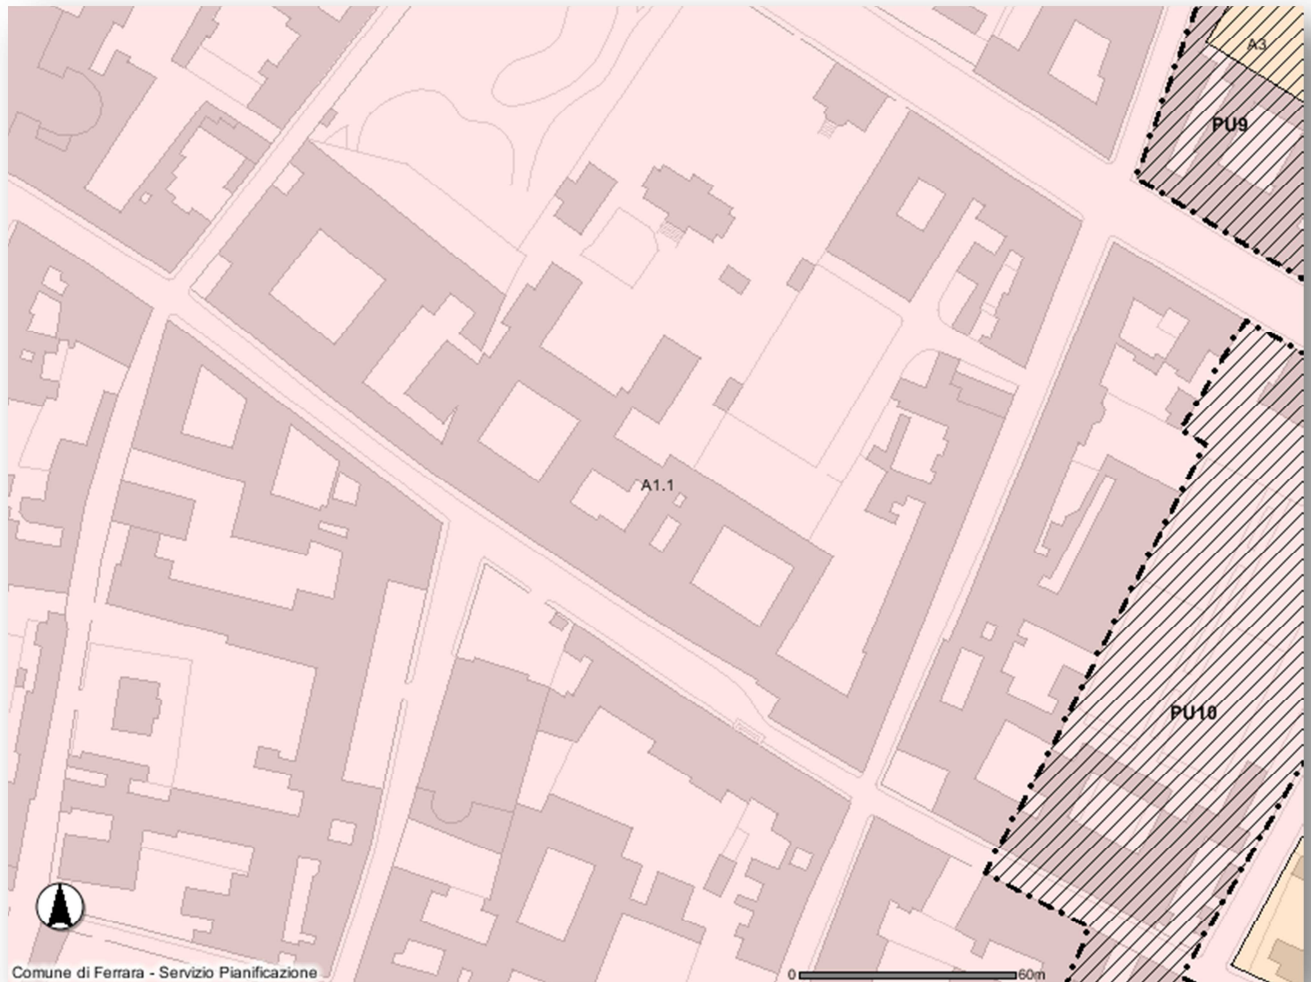 A3
PU9
A1.1
PU10
Comune di Ferrara - Servizio Pianificazione
0 60m